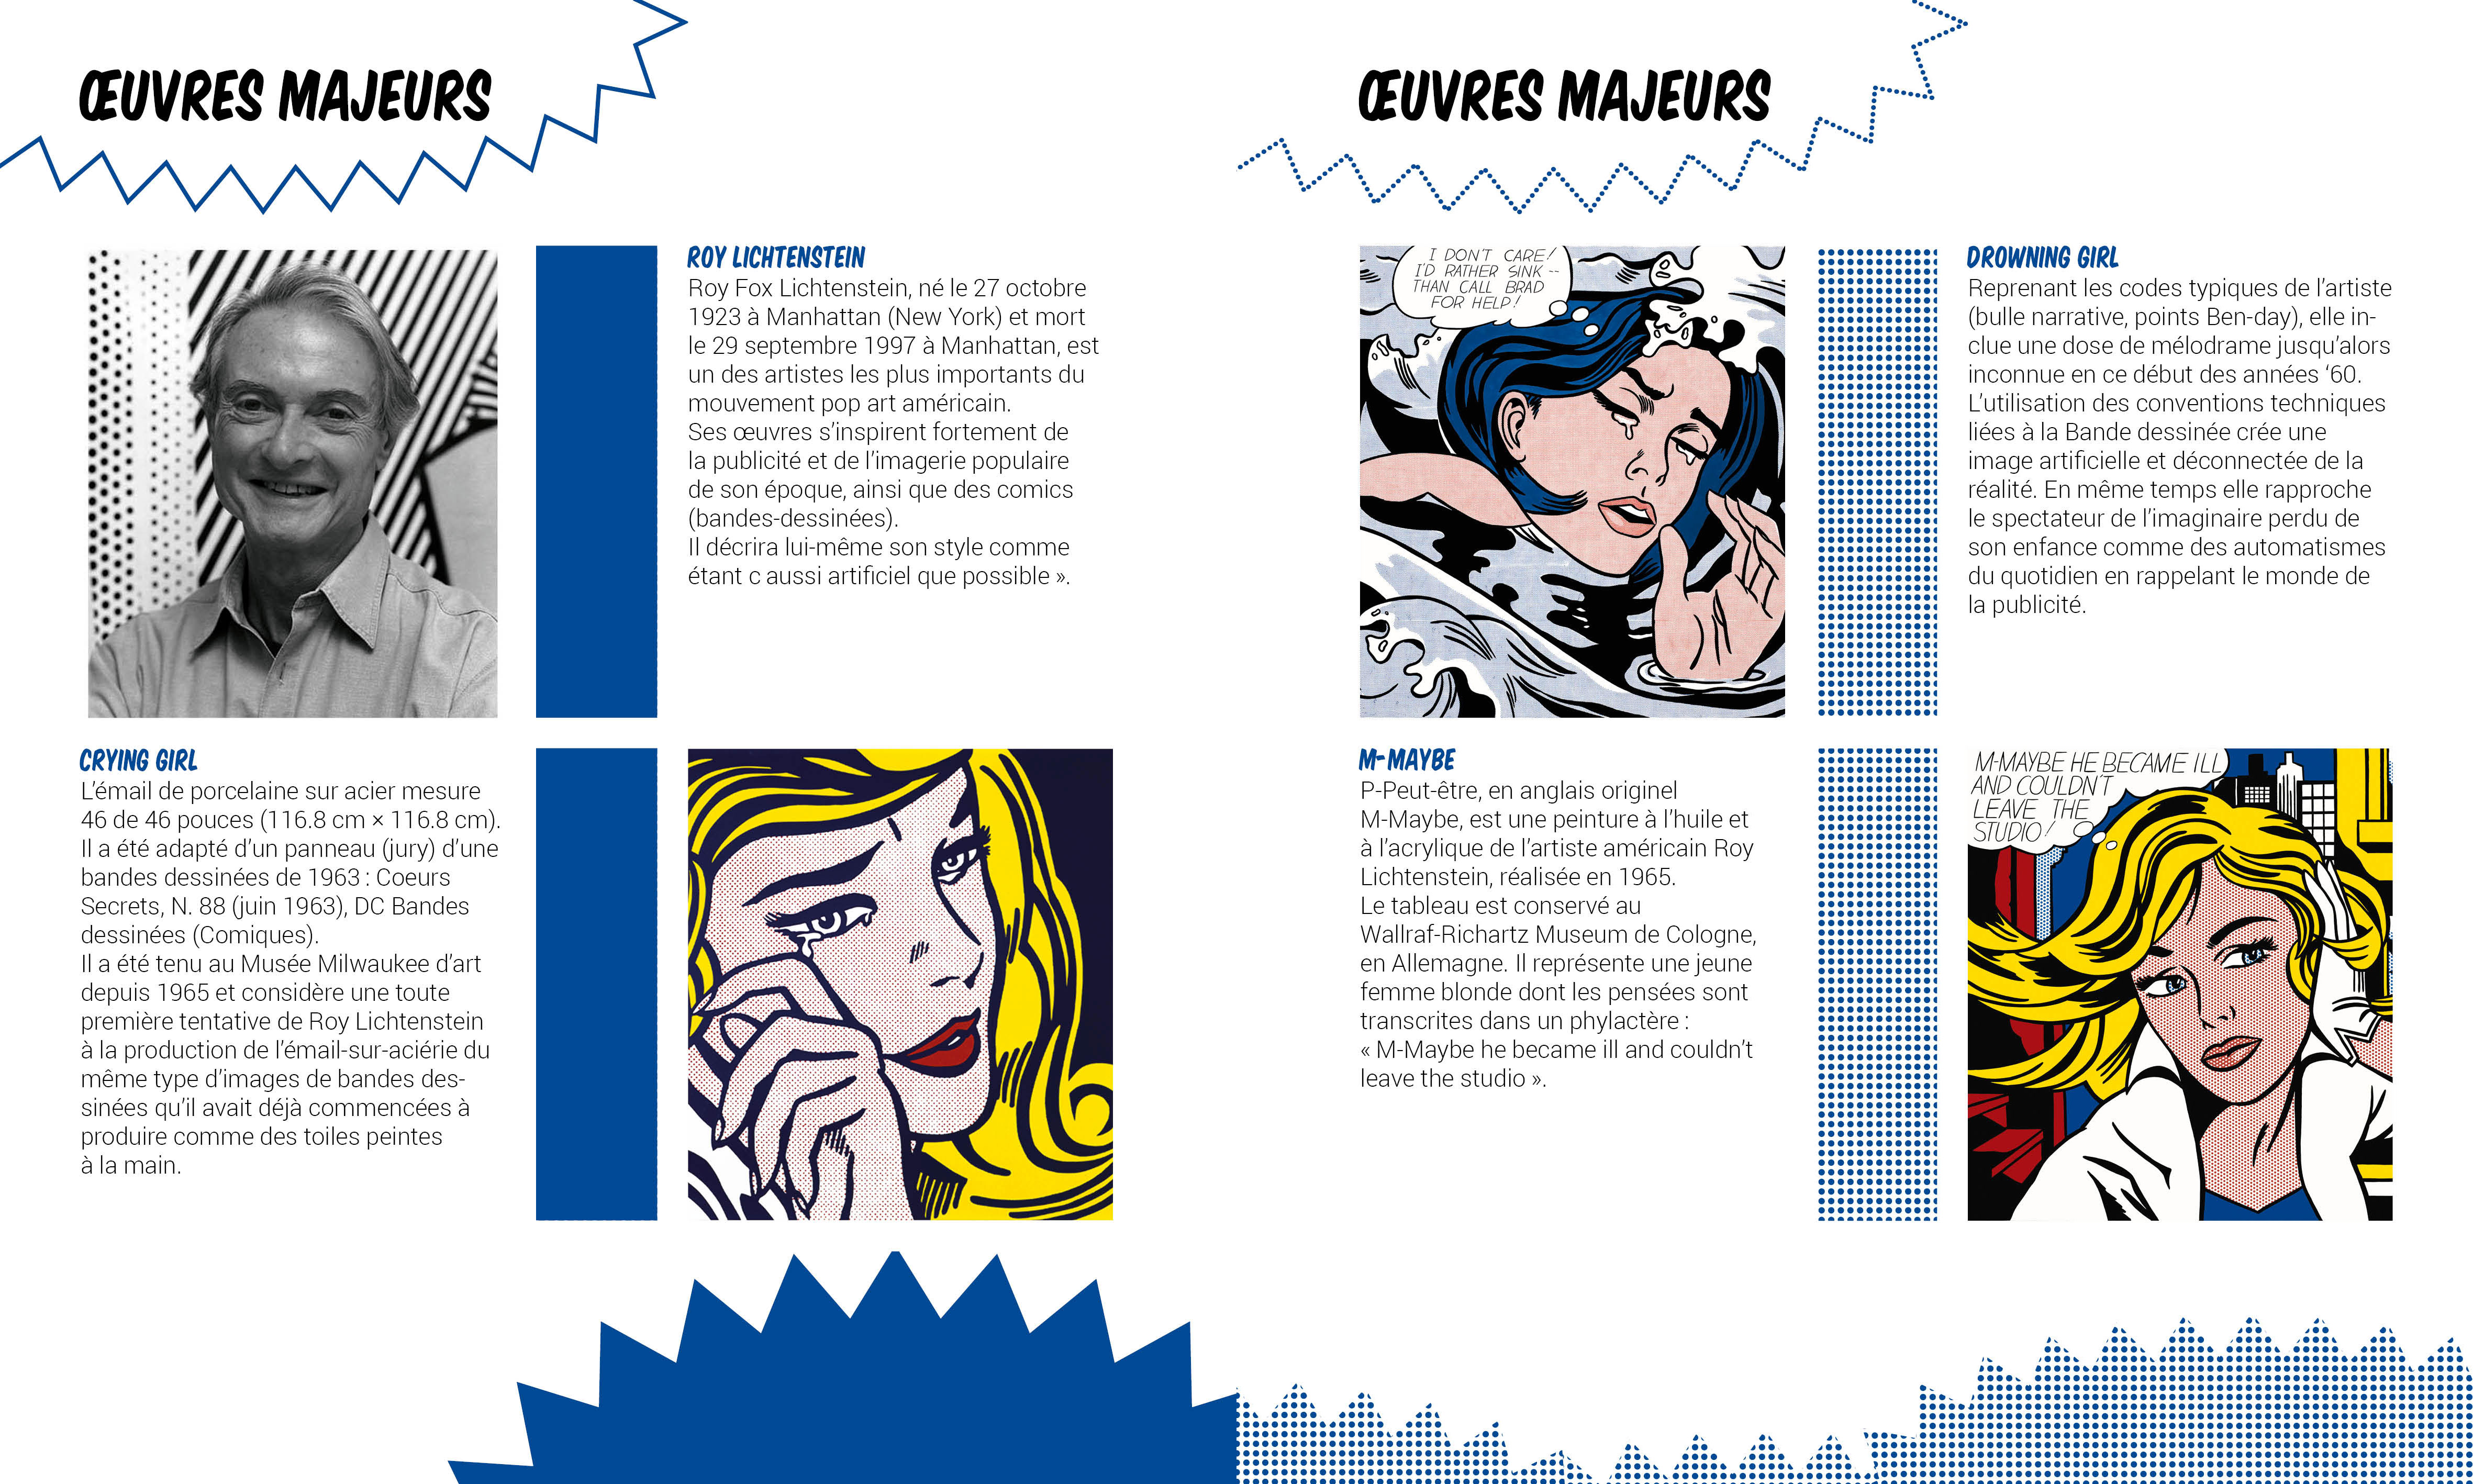 ŒUVRES MAJEURS
ROY LICHTENSTEIN
Roy Fox Lichtenstein, né le 27 octobre
1923 à Manhattan (New York) et mort
le 29 septembre 1997 à Manhattan, est
un des artistes les plus importants du
mouvement pop art américain.
Ses œuvres s’inspirent fortement de
la publicité et de l’imagerie populaire
de son époque, ainsi que des comics
(bandes-dessinées).
Il décrira lui-même son style comme
étant c aussi artificiel que possible ».
CRYING GIRL
L’émail de porcelaine sur acier mesure
46 de 46 pouces (116.8 cm × 116.8 cm).
Il a été adapté d’un panneau (jury) d’une
bandes dessinées de 1963 : Coeurs
Secrets, N. 88 (juin 1963), DC Bandes
dessinées (Comiques).
Il a été tenu au Musée Milwaukee d’art
depuis 1965 et considère une toute
première tentative de Roy Lichtenstein
à la production de l’émail-sur-aciérie du
même type d’images de bandes des-
sinées qu’il avait déjà commencées à
produire comme des toiles peintes
à la main.
ŒUVRES MAJEURS
I DON'T CARE!
I'D RATHER SINK --
THAN CALL BRAD
FOR HELP!
DROWNING GIRL
Reprenant les codes typiques de l’artiste
(bulle narrative, points Ben-day), elle in-
clue une dose de mélodrame jusqu’alors
inconnue en ce début des années ‘60.
L’utilisation des conventions techniques
liées à la Bande dessinée crée une
image artificielle et déconnectée de la
réalité. En même temps elle rapproche
le spectateur de l’imaginaire perdu de
son enfance comme des automatismes
du quotidien en rappelant le monde de
la publicité.
M-MAYBE
P-Peut-être, en anglais originel
M-Maybe, est une peinture à l’huile et
à l’acrylique de l’artiste américain Roy
Lichtenstein, réalisée en 1965.
Le tableau est conservé au
Wallraf-Richartz Museum de Cologne,
en Allemagne. Il représente une jeune
femme blonde dont les pensées sont
transcrites dans un phylactère :
« M-Maybe he became ill and couldn’t
leave the studio ».
M-MAYBE HE BECAME ILL
AND COULDN'T
LEAVE THE
STUDIO!